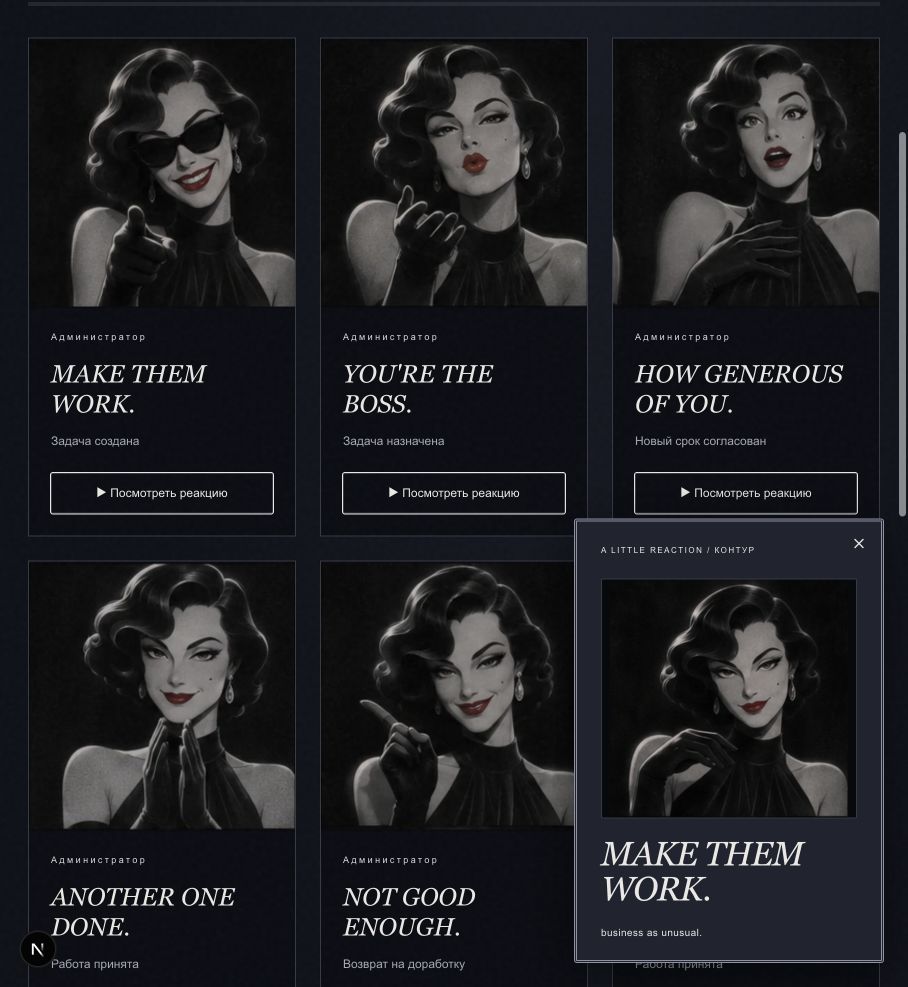 Администратор
MAKE THEM
WORK.
Задача создана
▶ Посмотреть реакцию
Администратор
YOU'RE THE
BOSS.
Задача назначена
▶ Посмотреть реакцию
Администратор
HOW GENEROUS
OF YOU.
Новый срок согласован
▶ Посмотреть реакцию
Администратор
ANOTHER ONE
DONE.
Работа принята
Администратор
NOT GOOD
ENOUGH.
Возврат на доработку
A LITTLE REACTION / КОНТУР
MAKE THEM
WORK.
business as unusual.
Работа принята
N